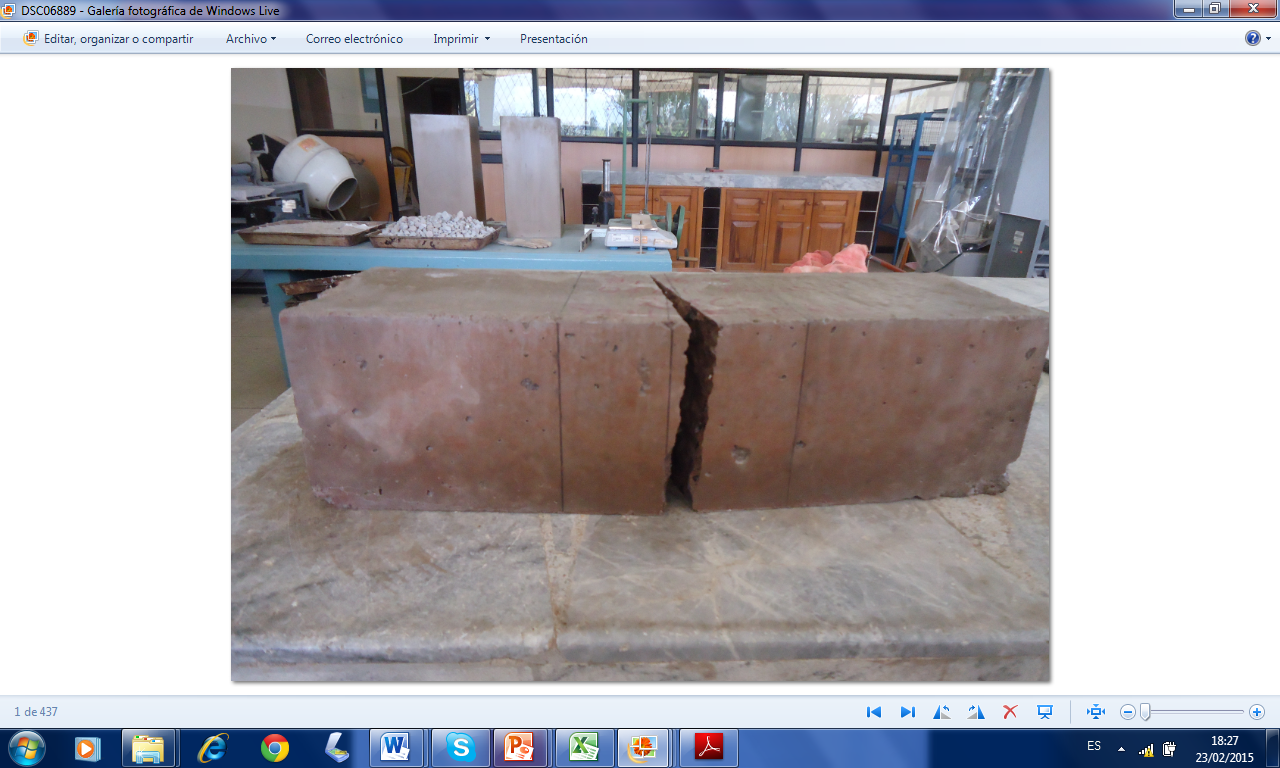 DSC06889 - Galería fotográfica de Windows Live
Editar, organizar o compartir Archivo Correo electrónico Imprimir Presentación
1 de 437
ES 18:27
23/02/2015